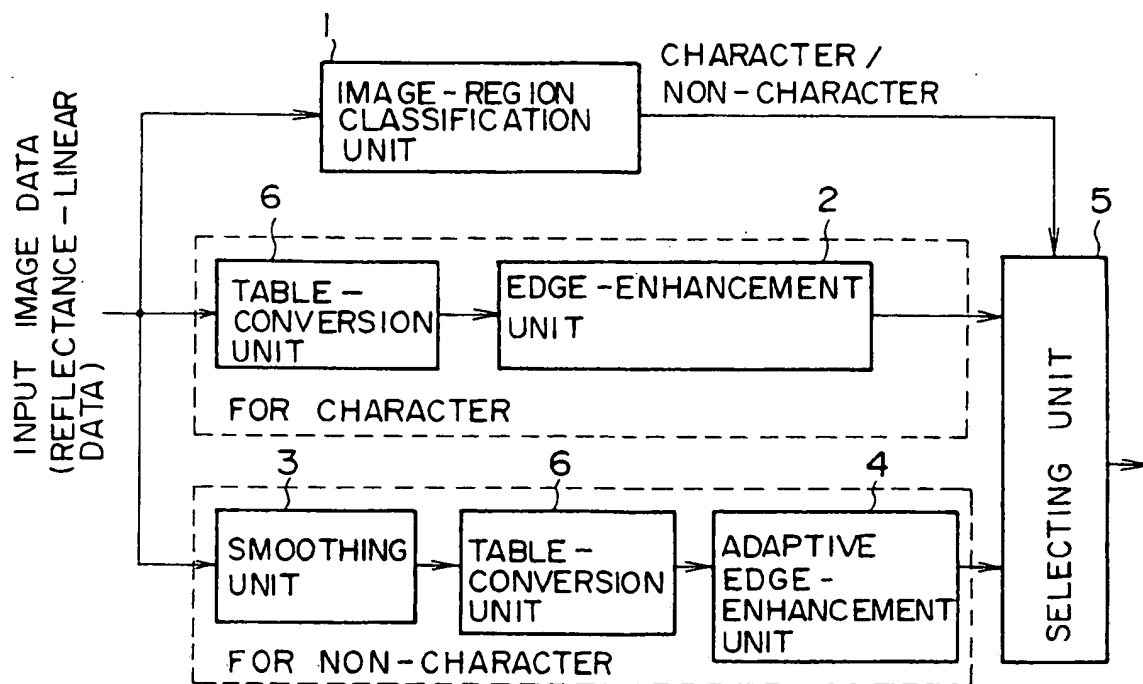 1
CHARACTER /
NON-CHARACTER
IMAGE-REGION
CLASSIFICATION
UNIT
INPUT IMAGE DATA
(REFLECTANCE-LINEAR
DATA)
6
2
5
TABLE-
CONVERSION
UNIT
EDGE-ENHANCEMENT
UNIT
FOR CHARACTER
SELECTING UNIT
3
6
4
SMOOTHING
UNIT
TABLE-
CONVERSION
UNIT
ADAPTIVE
EDGE-
ENHANCEMENT
UNIT
FOR NON-CHARACTER